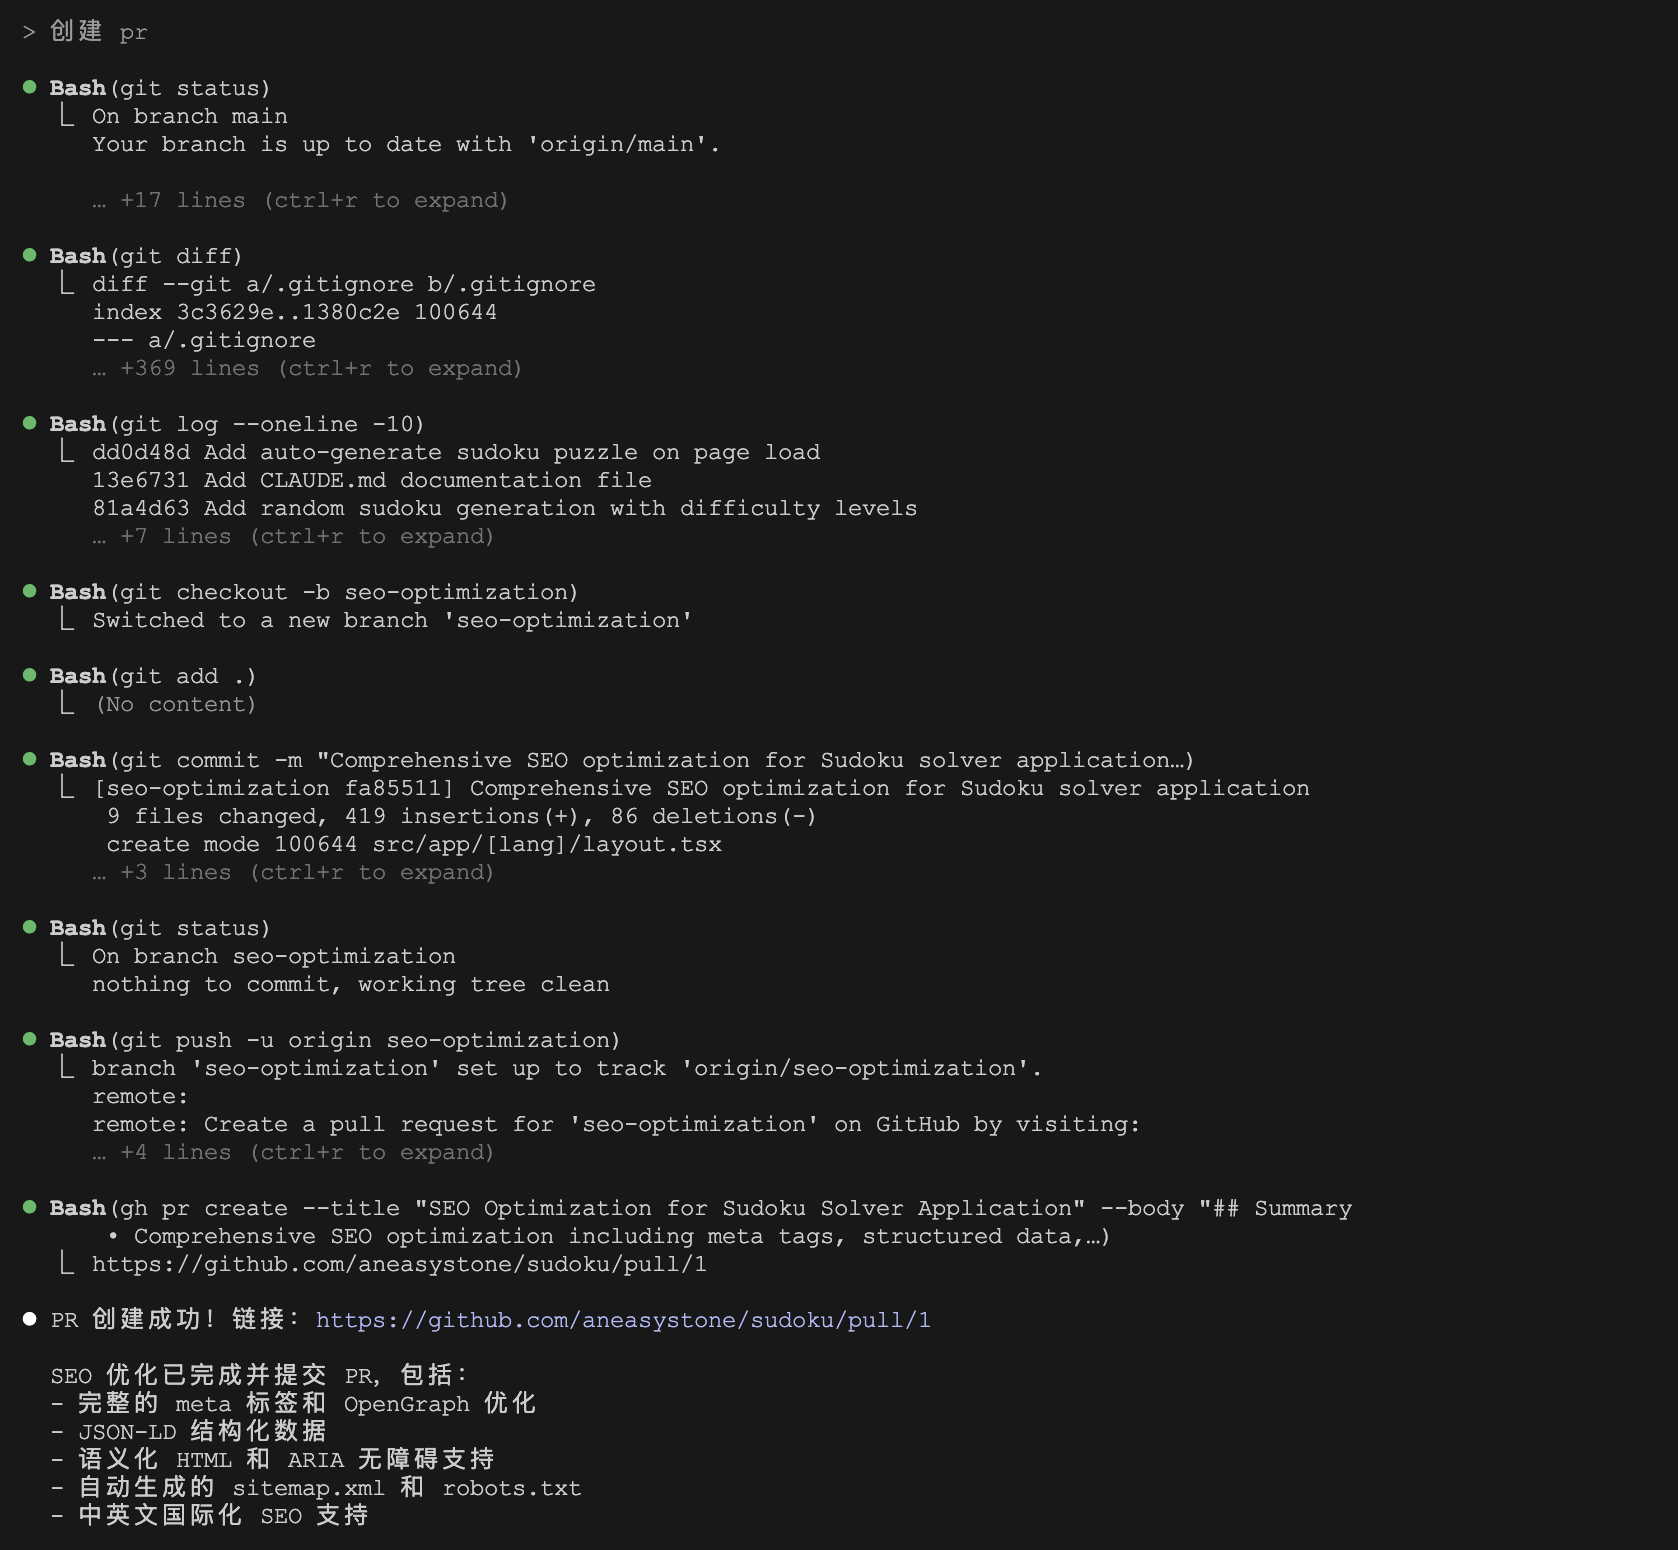 > 创建 pr
● Bash(git status)
⎿ On branch main
Your branch is up to date with 'origin/main'.
… +17 lines (ctrl+r to expand)
● Bash(git diff)
⎿ diff --git a/.gitignore b/.gitignore
index 3c3629e..1380c2e 100644
--- a/.gitignore
… +369 lines (ctrl+r to expand)
● Bash(git log --oneline -10)
⎿ dd0d48d Add auto-generate sudoku puzzle on page load
13e6731 Add CLAUDE.md documentation file
81a4d63 Add random sudoku generation with difficulty levels
… +7 lines (ctrl+r to expand)
● Bash(git checkout -b seo-optimization)
⎿ Switched to a new branch 'seo-optimization'
● Bash(git add .)
⎿ (No content)
● Bash(git commit -m "Comprehensive SEO optimization for Sudoku solver application…)
⎿ [seo-optimization fa85511] Comprehensive SEO optimization for Sudoku solver application
9 files changed, 419 insertions(+), 86 deletions(-)
create mode 100644 src/app/[lang]/layout.tsx
… +3 lines (ctrl+r to expand)
● Bash(git status)
⎿ On branch seo-optimization
nothing to commit, working tree clean
● Bash(git push -u origin seo-optimization)
⎿ branch 'seo-optimization' set up to track 'origin/seo-optimization'.
remote:
remote: Create a pull request for 'seo-optimization' on GitHub by visiting:
… +4 lines (ctrl+r to expand)
● Bash(gh pr create --title "SEO Optimization for Sudoku Solver Application" --body "## Summary
• Comprehensive SEO optimization including meta tags, structured data,…)
⎿ https://github.com/aneasystone/sudoku/pull/1
● PR 创建成功！链接：https://github.com/aneasystone/sudoku/pull/1
SEO 优化已完成并提交 PR，包括：
- 完整的 meta 标签和 OpenGraph 优化
- JSON-LD 结构化数据
- 语义化 HTML 和 ARIA 无障碍支持
- 自动生成的 sitemap.xml 和 robots.txt
- 中英文国际化 SEO 支持